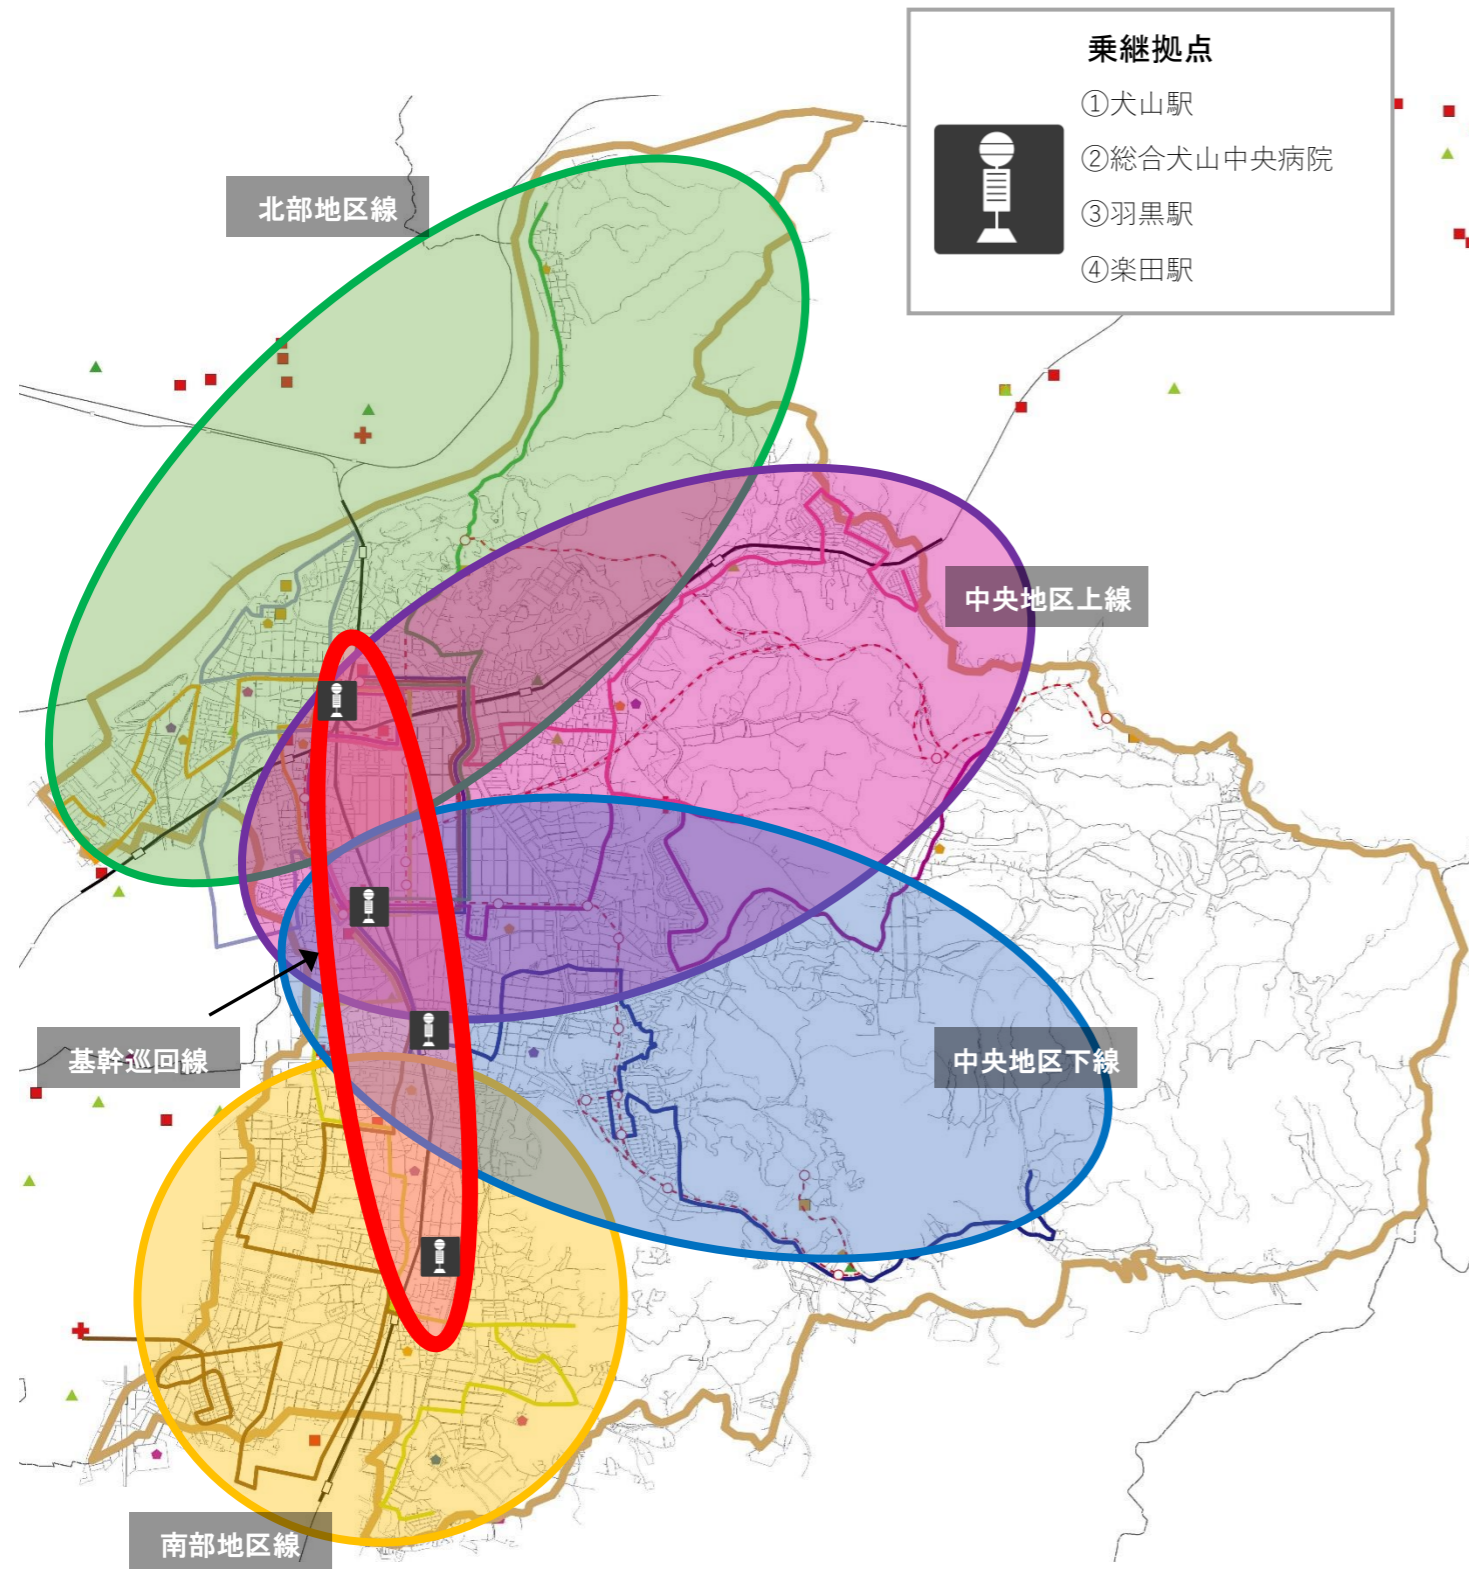 乗継拠点
①犬山駅
②総合犬山中央病院
③羽黒駅
④楽田駅
北部地区線
中央地区上線
基幹巡回線
中央地区下線
南部地区線